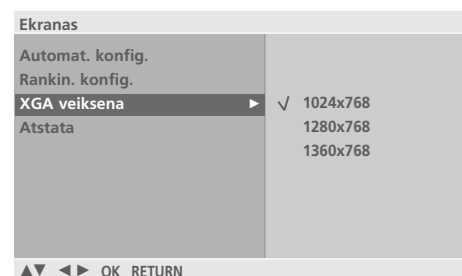 Ekranas
Automat. konfig.
Rankin. konfig.
XGA veiksena ► √ 1024x768
Atstata 1280x768
1360x768
▲▼ ◄► OK RETURN